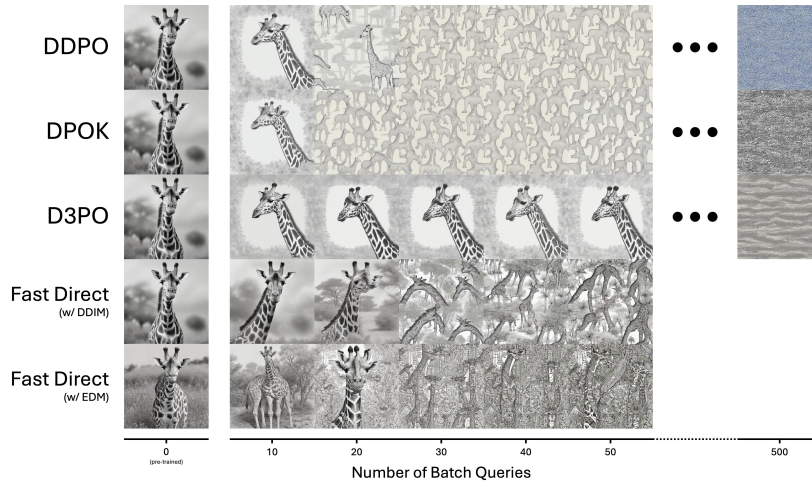 DDPO
DPOK
D3PO
Fast Direct
(w/ DDIM)
Fast Direct
(w/ EDM)
0 10 20 30 40 50 500
(pre-trained)
Number of Batch Queries